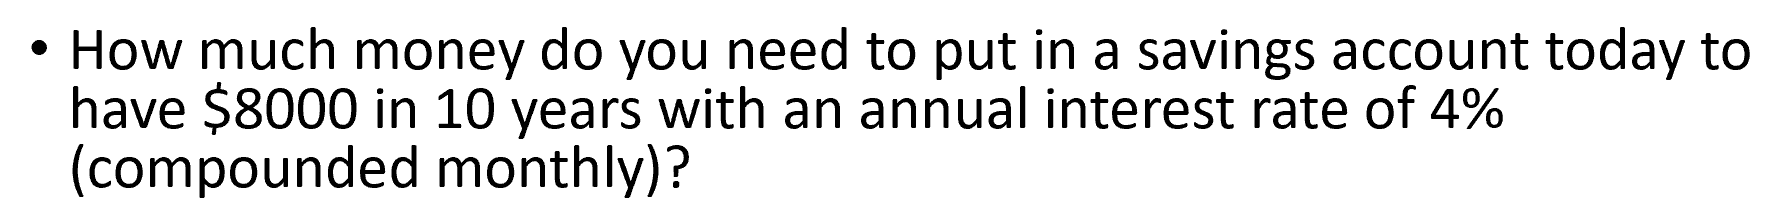 • How much money do you need to put in a savings account today to
have $8000 in 10 years with an annual interest rate of 4%
(compounded monthly)?